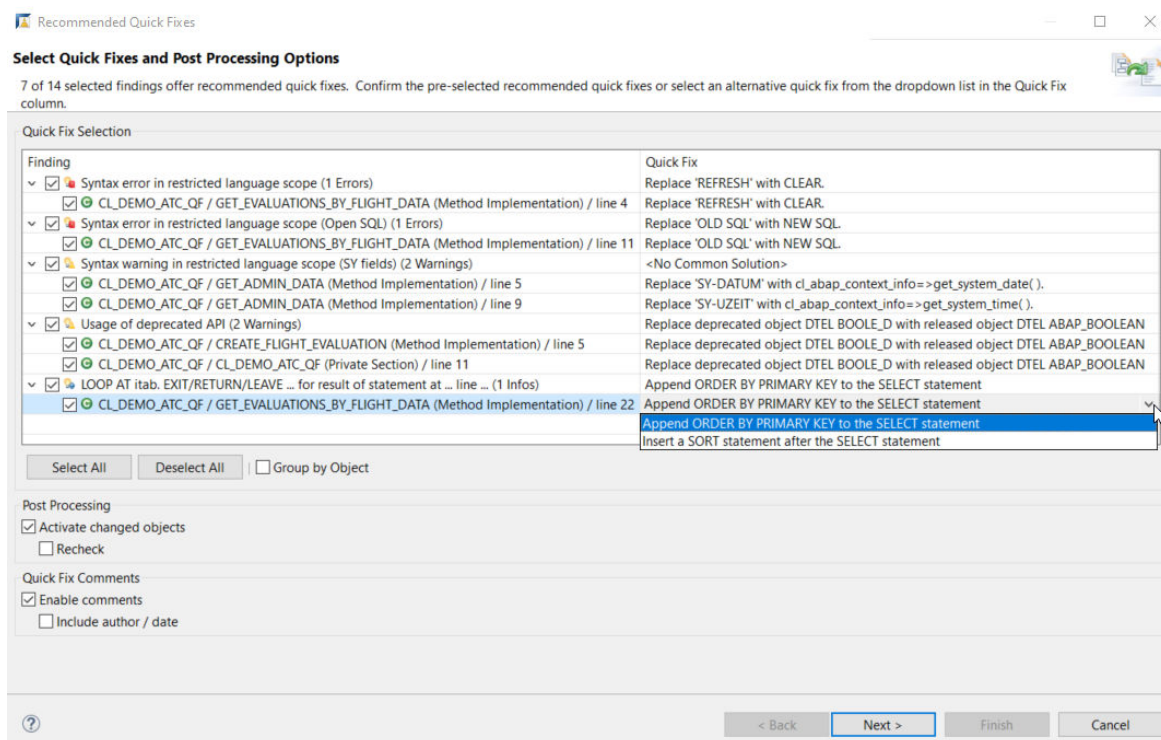 Recommended Quick Fixes
Select Quick Fixes and Post Processing Options
7 of 14 selected findings offer recommended quick fixes. Confirm the pre-selected recommended quick fixes or select an alternative quick fix from the dropdown list in the Quick Fix
column.
Quick Fix Selection
Finding Quick Fix
Syntax error in restricted language scope (1 Errors) Replace 'REFRESH' with CLEAR.
CL_DEMO_ATC_QF / GET_EVALUATIONS_BY_FLIGHT_DATA (Method Implementation) / line 4 Replace 'REFRESH' with CLEAR.
Syntax error in restricted language scope (Open SQL) (1 Errors) Replace 'OLD SQL' with NEW SQL.
CL_DEMO_ATC_QF / GET_EVALUATIONS_BY_FLIGHT_DATA (Method Implementation) / line 11 Replace 'OLD SQL' with NEW SQL.
Syntax warning in restricted language scope (SY fields) (2 Warnings) <No Common Solution>
CL_DEMO_ATC_QF / GET_ADMIN_DATA (Method Implementation) / line 5 Replace 'SY-DATUM' with cl_abap_context_info=>get_system_date( ).
CL_DEMO_ATC_QF / GET_ADMIN_DATA (Method Implementation) / line 9 Replace 'SY-UZEIT' with cl_abap_context_info=>get_system_time( ).
Usage of deprecated API (2 Warnings) Replace deprecated object DTEL BOOLE_D with released object DTEL ABAP_BOOLEAN
CL_DEMO_ATC_QF / CREATE_FLIGHT_EVALUATION (Method Implementation) / line 5 Replace deprecated object DTEL BOOLE_D with released object DTEL ABAP_BOOLEAN
CL_DEMO_ATC_QF / CL_DEMO_ATC_QF (Private Section) / line 11 Replace deprecated object DTEL BOOLE_D with released object DTEL ABAP_BOOLEAN
LOOP AT itab. EXIT/RETURN/LEAVE ... for result of statement at ... line ... (1 Infos) Append ORDER BY PRIMARY KEY to the SELECT statement
CL_DEMO_ATC_QF / GET_EVALUATIONS_BY_FLIGHT_DATA (Method Implementation) / line 22 Append ORDER BY PRIMARY KEY to the SELECT statement
Append ORDER BY PRIMARY KEY to the SELECT statement
Insert a SORT statement after the SELECT statement
Select All Deselect All Group by Object
Post Processing
Activate changed objects
Recheck
Quick Fix Comments
Enable comments
Include author / date
< Back Next > Finish Cancel